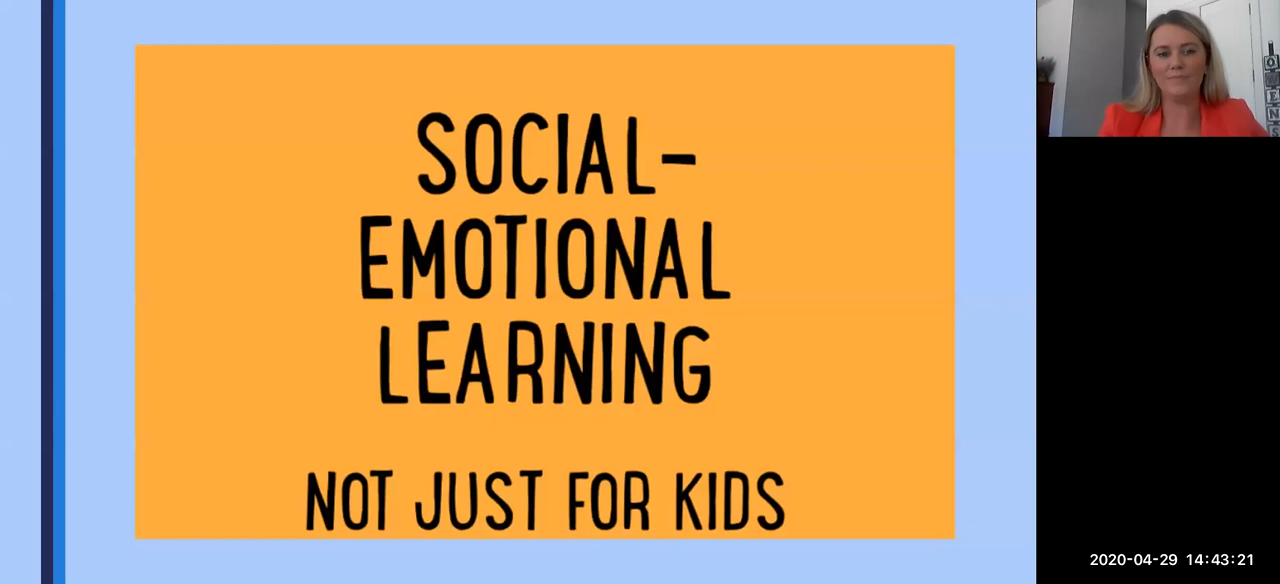 SOCIAL-
EMOTIONAL
LEARNING
NOT JUST FOR KIDS
2020-04-29 14:43:21